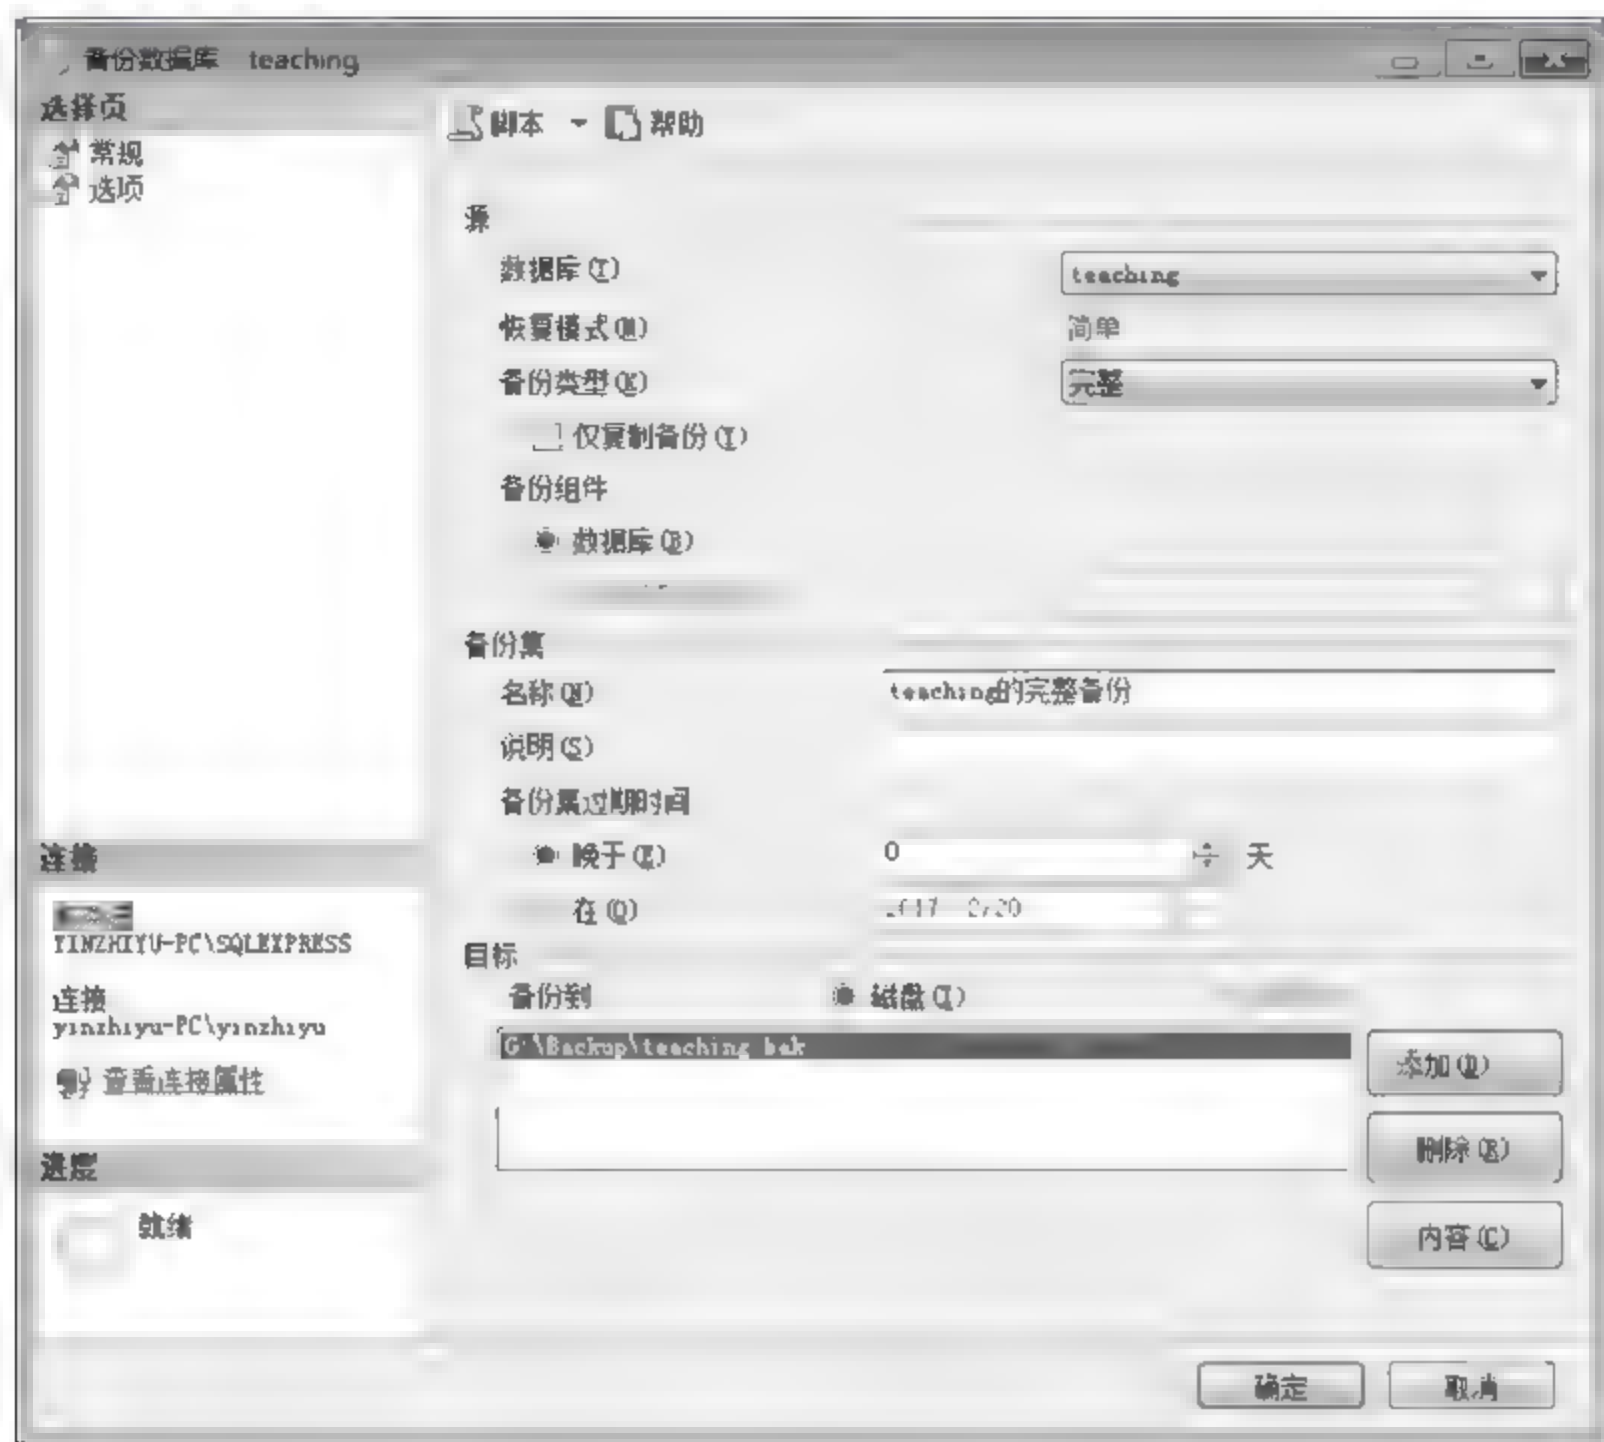 备份数据库 teaching
选择页
常规
选项
脚本 帮助
源
数据库(T) teaching
恢复模式(M) 简单
备份类型(K) 完整
仅复制备份(Y)
备份组件
数据库(B)
备份集
名称(N) teaching的完整备份
说明(S)
备份集过期时间
晚于(E) 0 天
在(O)
目标
备份到 磁盘(I)
G:\Backup\teaching bak
添加(D)
删除(R)
内容(C)
连接
YINZHIYU-PC\SQLEXPRESS
连接
yinzhiyu-PC\yinzhiyu
查看连接属性
进度
就绪
确定 取消